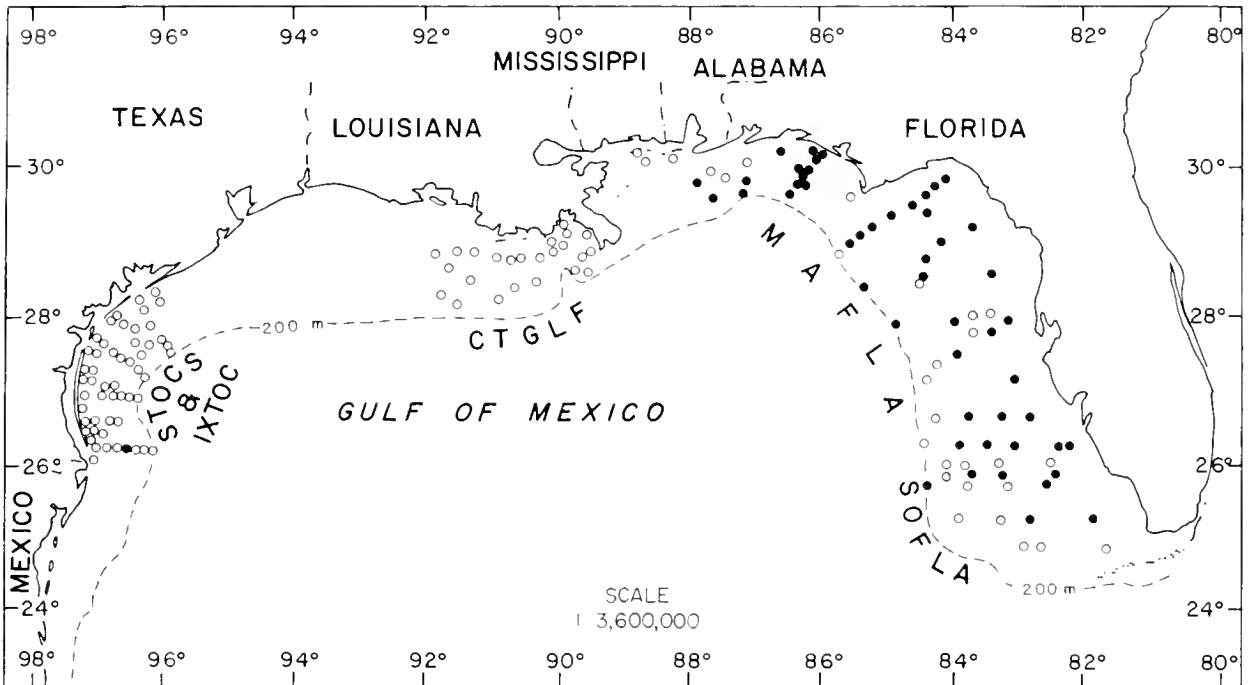 98° 96° 94° 92° 90° 88° 86° 84° 82° 80°
MISSISSIPPI
ALABAMA
TEXAS
LOUISIANA
FLORIDA
30° 30°
MAFLA
28° 28°
200 m
CTGLF
STOCS
&
IXTOC
GULF OF MEXICO
26° 26°
SOFLA
MEXICO
200 m
24° 24°
SCALE
1 3,600,000
98° 96° 94° 92° 90° 88° 86° 84° 82° 80°